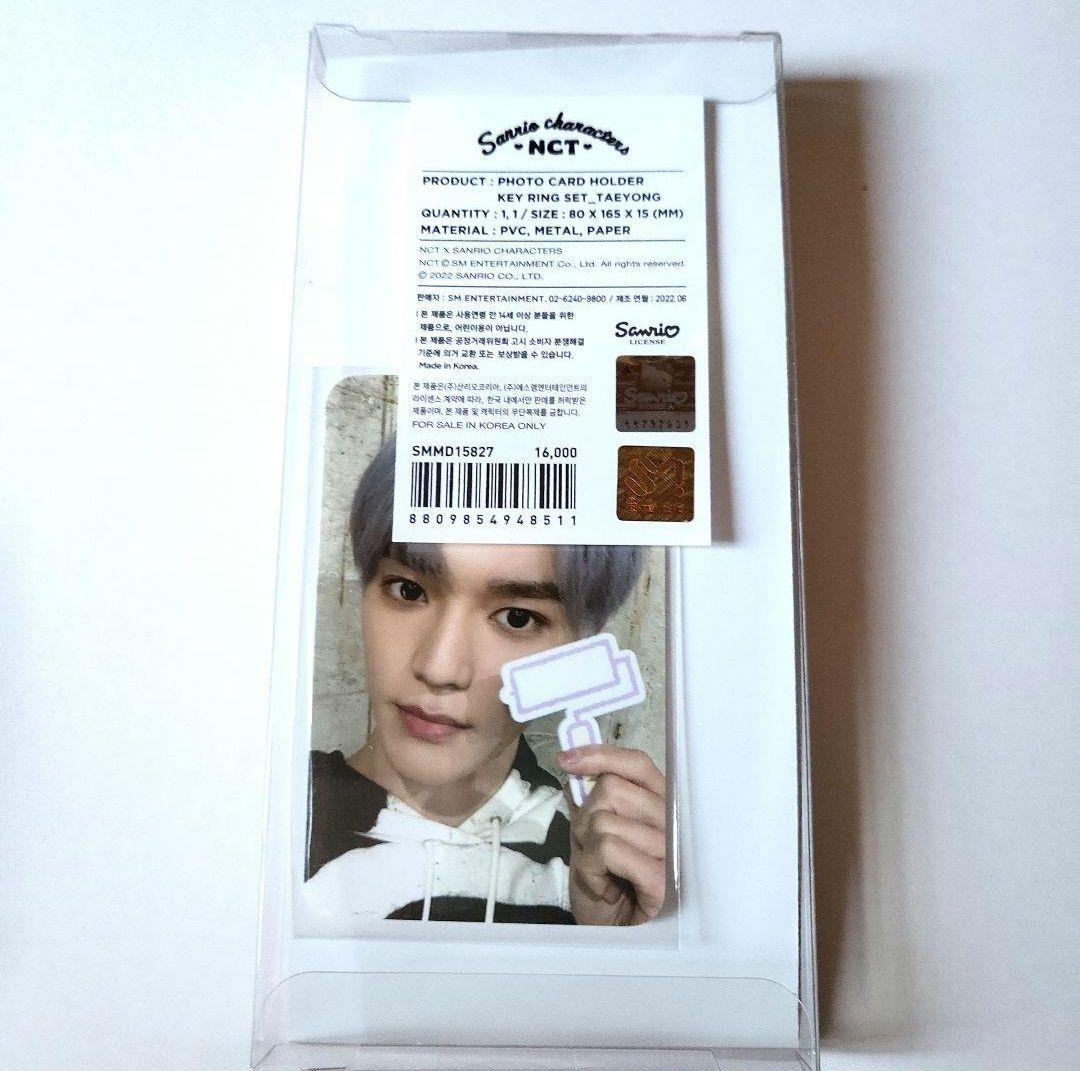 Sanrio characters
NCT
PRODUCT : PHOTO CARD HOLDER
KEY RING SET_TAEYONG
QUANTITY : 1, 1 / SIZE : 80 X 165 X 15 (MM)
MATERIAL : PVC, METAL, PAPER
NCT X SANRIO CHARACTERS
NCT © SM ENTERTAINMENT Co., Ltd. All rights reserved.
© 2022 SANRIO CO., LTD.
판매자 : SM ENTERTAINMENT. 02-6240-9800 / 제조 연월 : 2022.06
| 본 제품은 사용연령 만 14세 이상 분들을 위한
제품으로, 어린이용이 아닙니다.
| 본 제품은 공정거래위원회 고시 소비자 분쟁해결
기준에 의거 교환 또는 보상받을 수 있습니다.
Made in Korea.
Sanrio
LICENSE
본 제품은(주)산리오코리아, (주)에스엠엔터테인먼트의
라이센스 계약에 따라, 한국 내에서만 판매를 허락받은
제품이며, 본 제품 및 캐릭터의 무단복제를 금합니다.
FOR SALE IN KOREA ONLY
Sanrio
SMMD15827 16,000
8809854948511